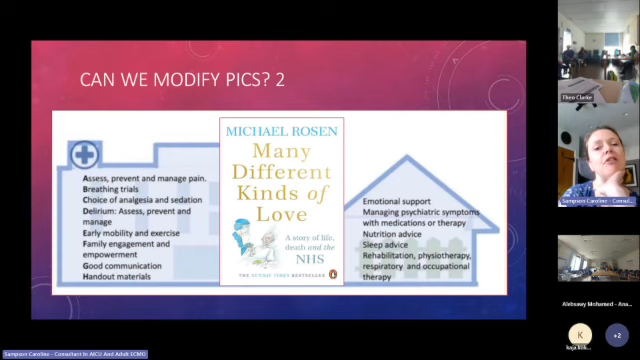 CAN WE MODIFY PICS? 2
Assess, prevent and manage pain.
Breathing trials
Choice of analgesia and sedation
Delirium: Assess, prevent and
manage
Early mobility and exercise
Family engagement and
empowerment
Good communication
Handout materials
MICHAEL ROSEN
Many
Different
Kinds of
Love
A story of life,
death and the
NHS
THE SUNDAY TIMES BESTSELLER
Emotional support
Managing psychiatric symptoms
with medications or therapy
Nutrition advice
Sleep advice
Rehabilitation, physiotherapy,
respiratory and occupational
therapy
Theo Clarke
Sampson Caroline - Consul...
Alebsawy Mohamed - Ana...
K
+2
Sampson Caroline - Consultant In AICU And Adult ECMO